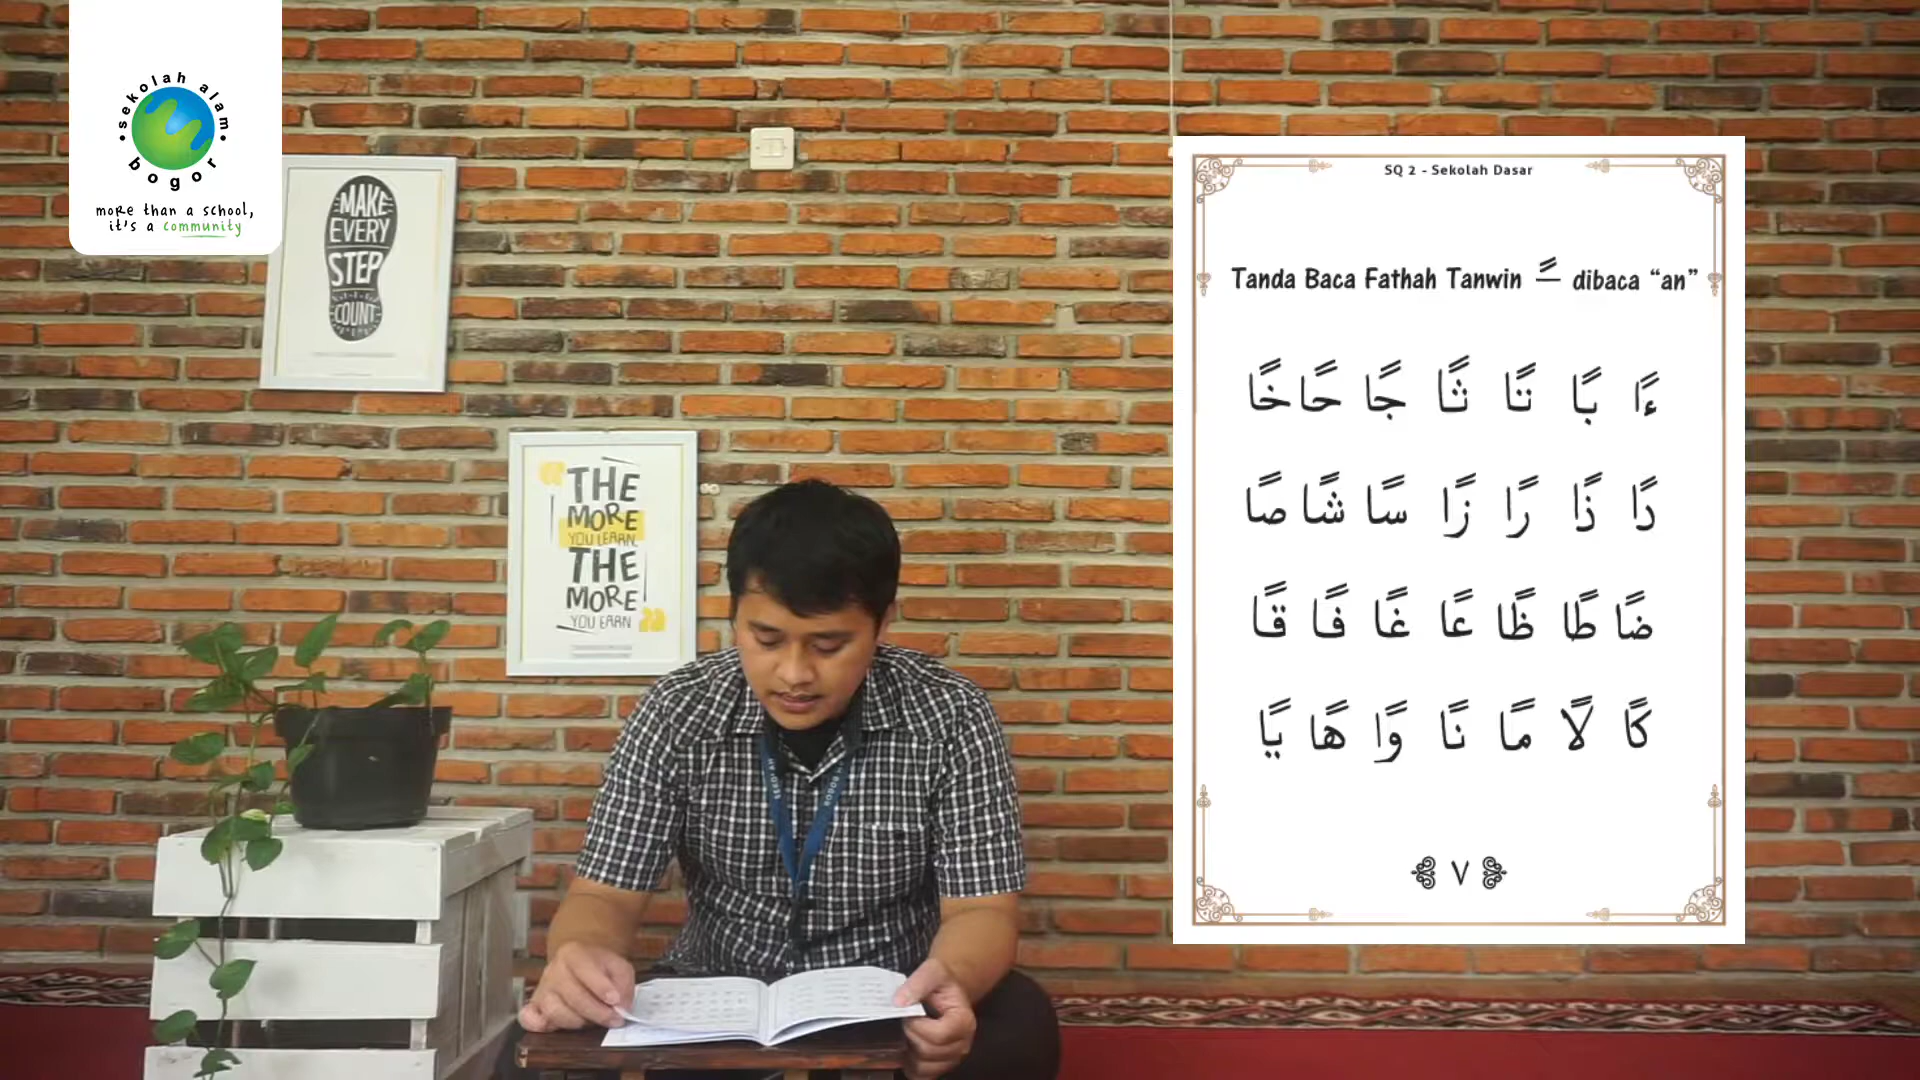 sekolah alam
bogor
more than a school,
it's a community
MAKE
EVERY
STEP
COUNT
THE
MORE
YOU LEARN
THE
MORE
YOU EARN
SQ 2 - Sekolah Dasar
Tanda Baca Fathah Tanwin ـً dibaca “an”
ءًا بًا تًا ثًا جًا حًا خًا
دًا ذًا رًا زًا سًا شًا صًا
ضًا طًا ظًا عًا غًا فًا قًا
كًا لًا مًا نًا وًا هًا يًا
٧